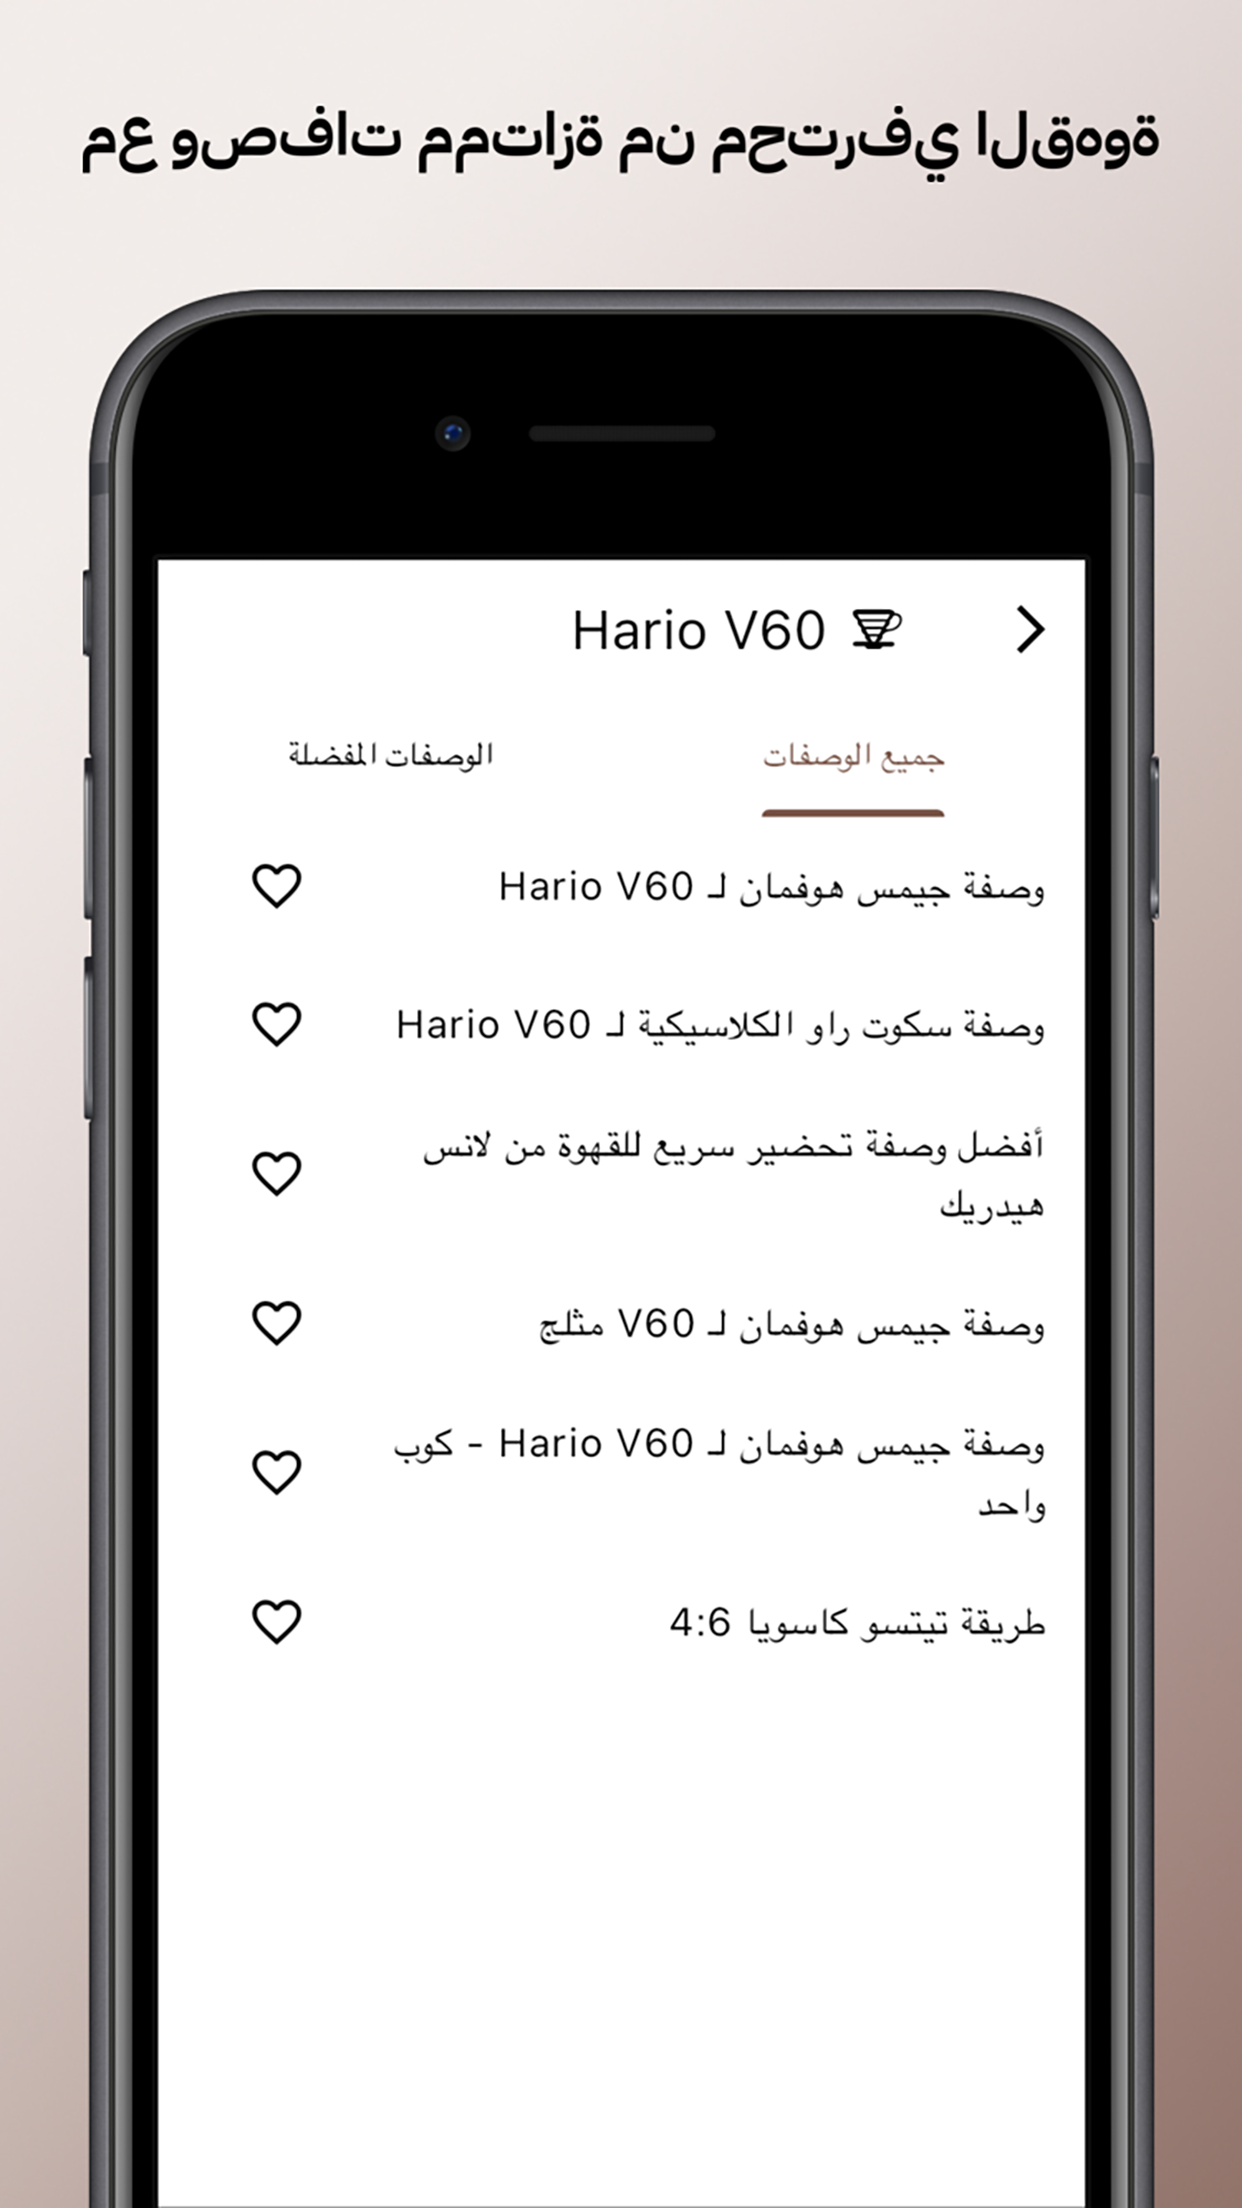 ةوهقلا يفرتحم نم ةزاتمم تافصو عم
Hario V60
جميع الوصفات
الوصفات المفضلة
وصفة جيمس هوفمان لـ Hario V60
وصفة سكوت راو الكلاسيكية لـ Hario V60
أفضل وصفة تحضير سريع للقهوة من لانس
هيدريك
وصفة جيمس هوفمان لـ V60 مثلج
وصفة جيمس هوفمان لـ Hario V60 - كوب
واحد
طريقة تيتسو كاسويا 4:6